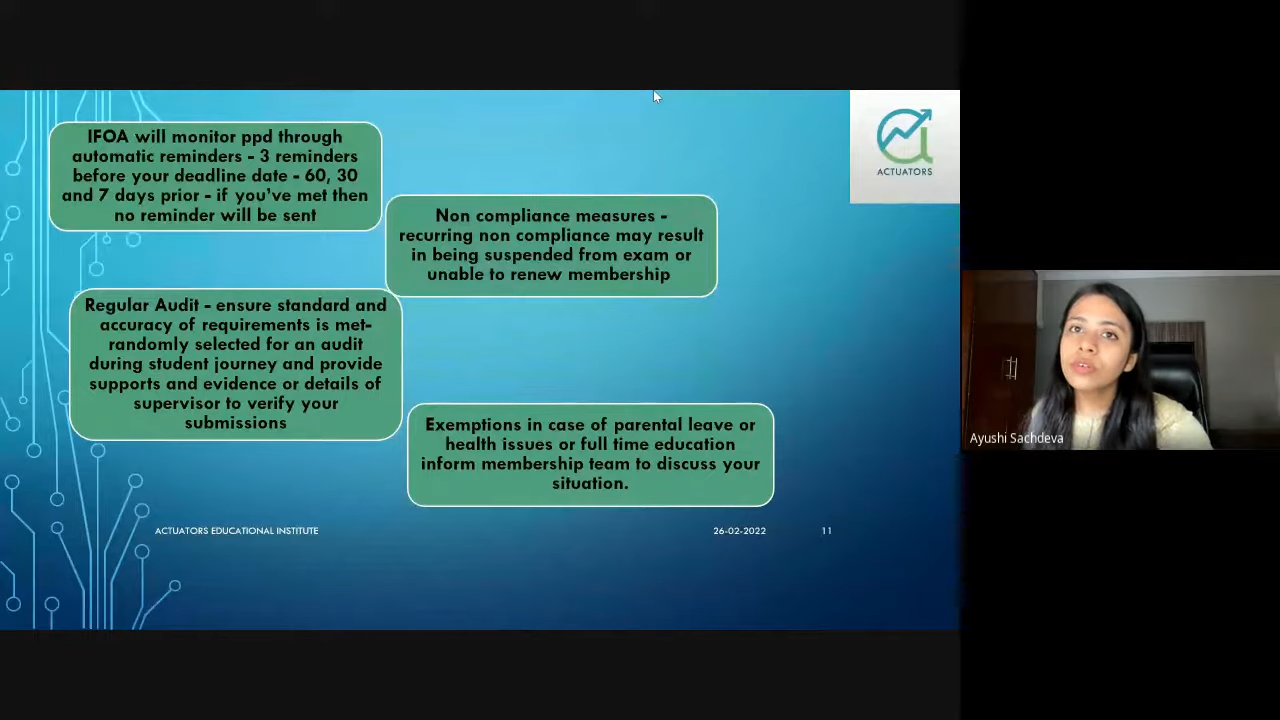 IFOA will monitor ppd through
automatic reminders - 3 reminders
before your deadline date - 60, 30
and 7 days prior - if you've met then
no reminder will be sent
ACTUATORS
Non compliance measures -
recurring non compliance may result
in being suspended from exam or
unable to renew membership
Regular Audit - ensure standard and
accuracy of requirements is met-
randomly selected for an audit
during student journey and provide
supports and evidence or details of
supervisor to verify your
submissions
Exemptions in case of parental leave or
health issues or full time education
inform membership team to discuss your
situation.
Ayushi Sachdeva
ACTUATORS EDUCATIONAL INSTITUTE
26-02-2022
11